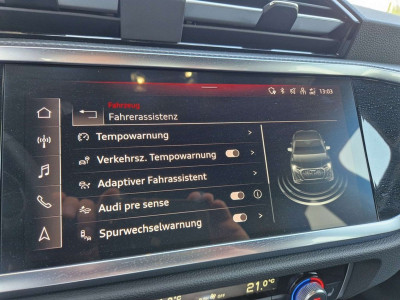 13:03
Fahrzeug
Fahrerassistenz
Tempowarnung
Verkehrsz. Tempowarnung
Adaptiver Fahrassistent
Audi pre sense
Spurwechselwarnung
21.0